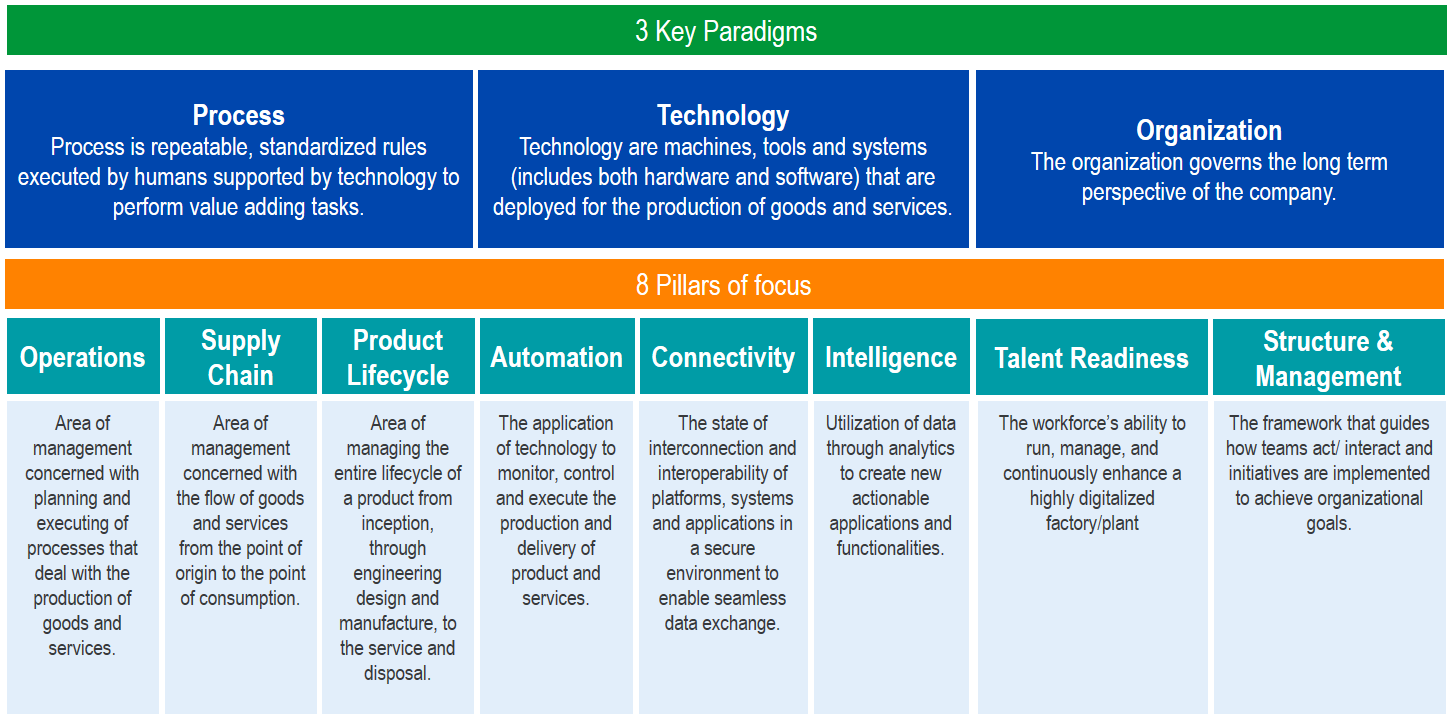 3 Key Paradigms
Process
Process is repeatable, standardized rules
executed by humans supported by technology to
perform value adding tasks.
Technology
Technology are machines, tools and systems
(includes both hardware and software) that are
deployed for the production of goods and services.
Organization
The organization governs the long term
perspective of the company.
8 Pillars of focus
Operations
Supply
Chain
Product
Lifecycle
Automation
Connectivity
Intelligence
Talent Readiness
Structure &
Management
Area of
management
concerned with
planning and
executing of
processes that
deal with the
production of
goods and
services.
Area of
management
concerned with
the flow of goods
and services
from the point of
origin to the point
of consumption.
Area of
managing the
entire lifecycle of
a product from
inception,
through
engineering
design and
manufacture, to
the service and
disposal.
The application
of technology to
monitor, control
and execute the
production and
delivery of
product and
services.
The state of
interconnection and
interoperability of
platforms, systems
and applications in
a secure
environment to
enable seamless
data exchange.
Utilization of data
through analytics
to create new
actionable
applications and
functionalities.
The workforce’s ability to
run, manage, and
continuously enhance a
highly digitalized
factory/plant
The framework that guides
how teams act/ interact and
initiatives are implemented
to achieve organizational
goals.